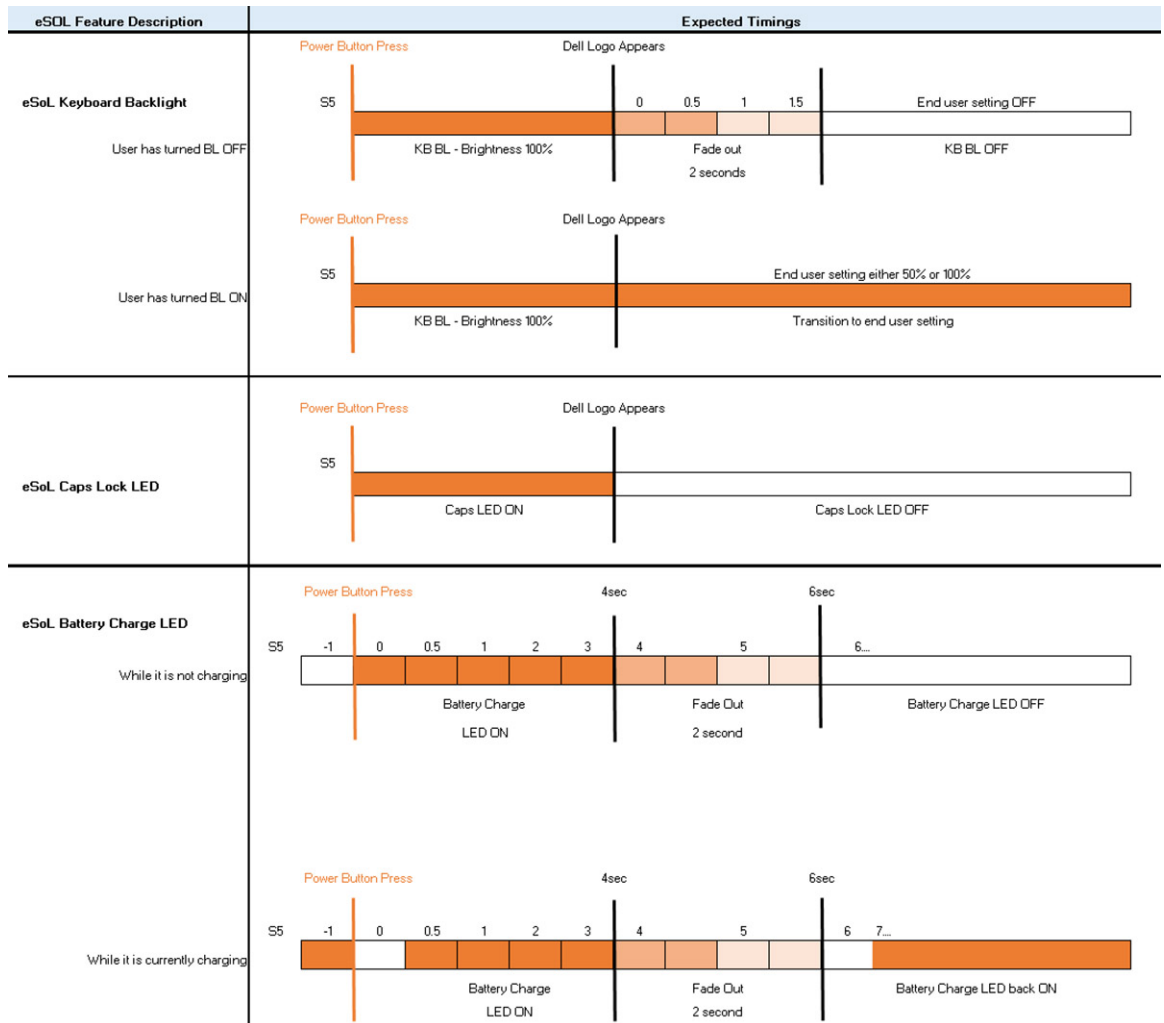 eSOL Feature Description
Expected Timings
Power Button Press
Dell Logo Appears
eSoL Keyboard Backlight
S5
0 0.5 1 1.5
End user setting OFF
User has turned BL OFF
KB BL - Brightness 100%
Fade out
KB BL OFF
2 seconds
Power Button Press
Dell Logo Appears
S5
End user setting either 50% or 100%
User has turned BL ON
KB BL - Brightness 100%
Transition to end user setting
Power Button Press
Dell Logo Appears
S5
eSoL Caps Lock LED
Caps LED ON
Caps Lock LED OFF
Power Button Press
4sec
6sec
eSoL Battery Charge LED
S5 -1 0 0.5 1 2 3 4 5 6...
While it is not charging
Battery Charge
Fade Out
Battery Charge LED OFF
LED ON
2 second
Power Button Press
4sec
6sec
S5 -1 0 0.5 1 2 3 4 5 6 7....
While it is currently charging
Battery Charge
Fade Out
Battery Charge LED back ON
LED ON
2 second